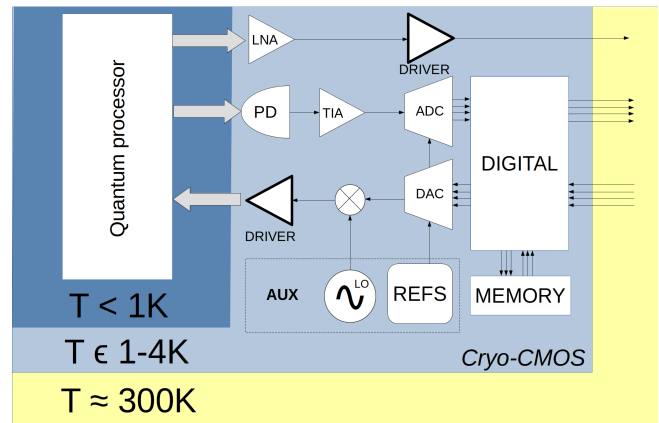 LNA
DRIVER
Quantum processor
PD
TIA
ADC
DIGITAL
DAC
DRIVER
AUX
LO
REFS
MEMORY
T < 1K
T ϵ 1-4K
Cryo-CMOS
T ≈ 300K